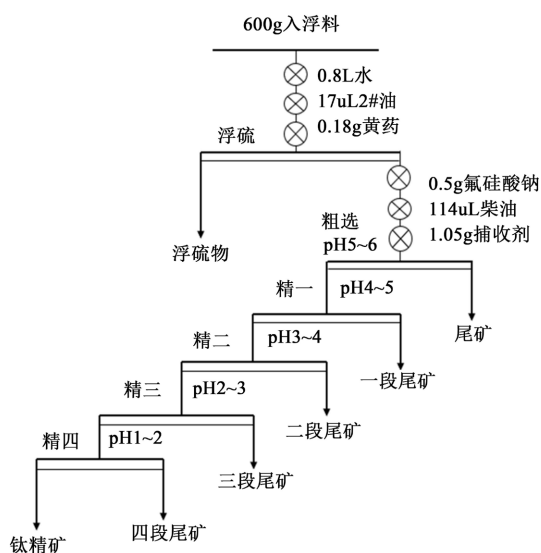 600g入浮料
0.8L水
17uL2#油
0.18g黄药
浮硫
0.5g氟硅酸钠
114uL柴油
1.05g捕收剂
浮硫物
粗选
pH5~6
精一
pH4~5
尾矿
精二
pH3~4
一段尾矿
精三
pH2~3
二段尾矿
精四
pH1~2
三段尾矿
钛精矿
四段尾矿